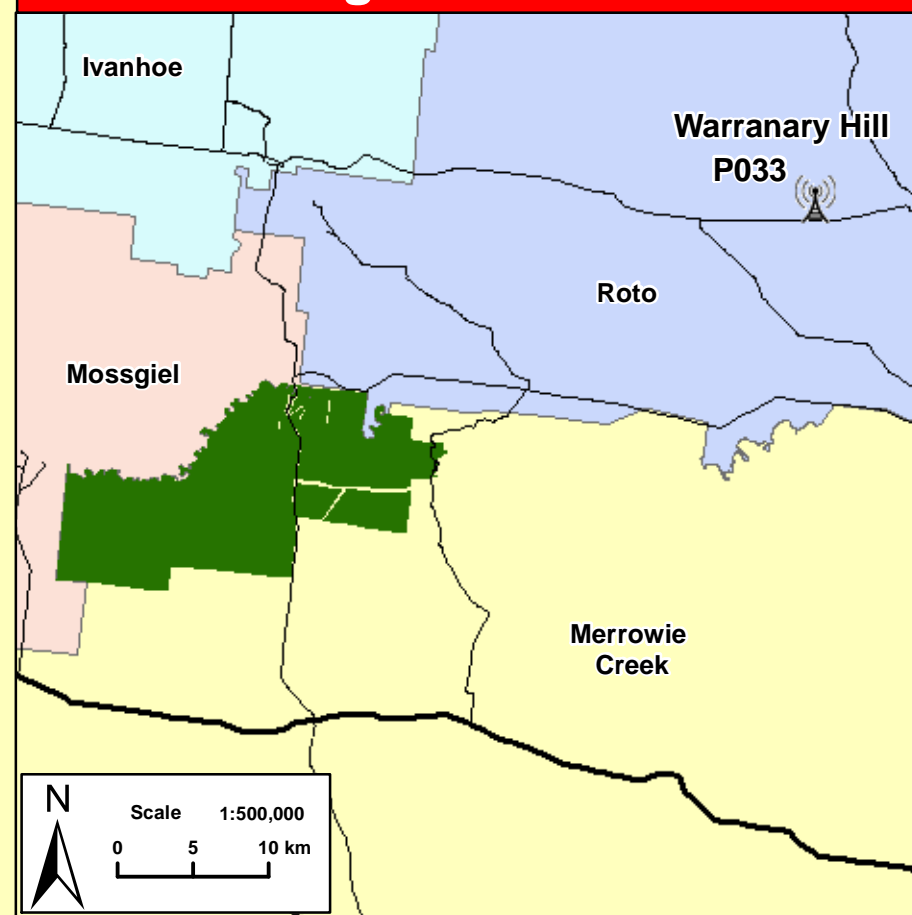 Ivanhoe
Warranary Hill
P033
Roto
Mossgiel
Merrowie
Creek
N
Scale 1:500,000
0 5 10 km